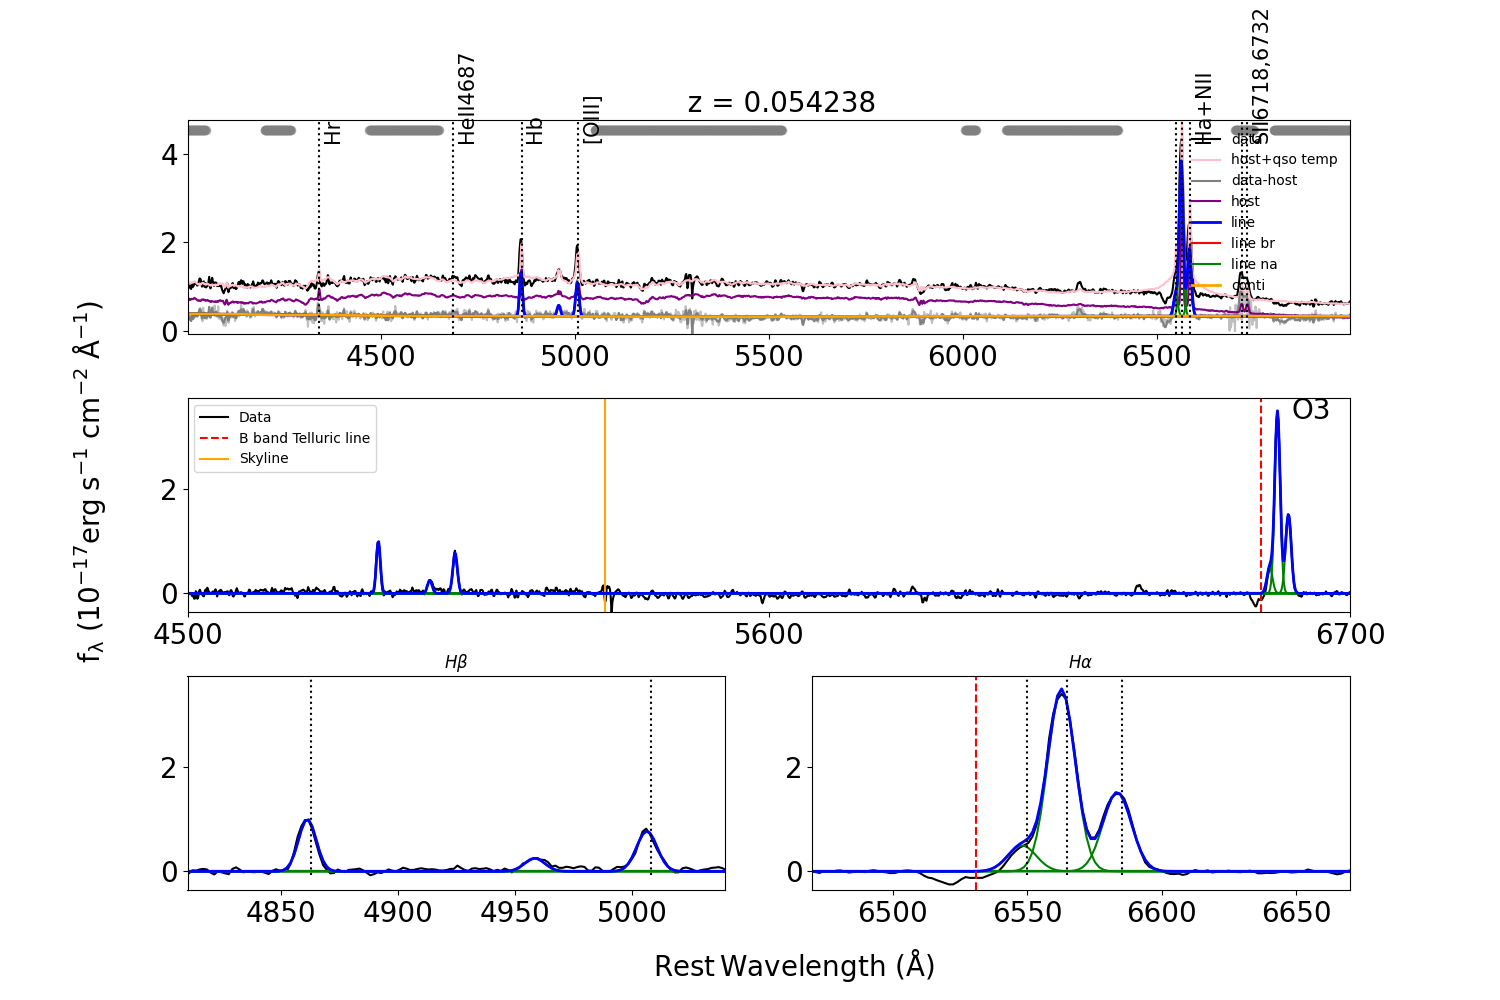 z = 0.054238
Hr
HeII4687
Hb
[OIII]
Ha+NII
SII6718,6732
data
host+qso temp
data-host
host
line
line br
line na
conti
4
2
0
4500 5000 5500 6000 6500
Data
B band Telluric line
Skyline
O3
2
0
4500 5600 6700
fλ (10⁻¹⁷erg s⁻¹ cm⁻² Å⁻¹)
Hβ
2
0
4850 4900 4950 5000
Hα
2
0
6500 6550 6600 6650
Rest Wavelength (Å)